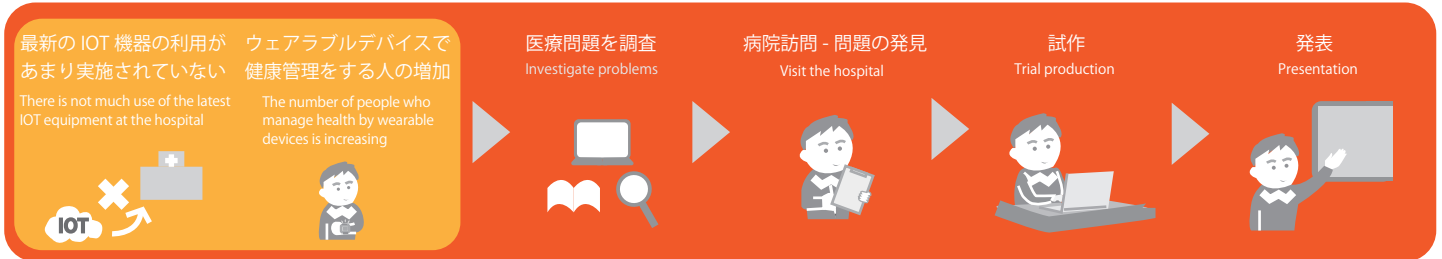 最新の IOT 機器の利用が
あまり実施されていない
There is not much use of the latest
IOT equipment at the hospital
IOT
ウェアラブルデバイスで
健康管理をする人の増加
The number of people who
manage health by wearable
devices is increasing
医療問題を調査
Investigate problems
病院訪問 - 問題の発見
Visit the hospital
試作
Trial production
発表
Presentation